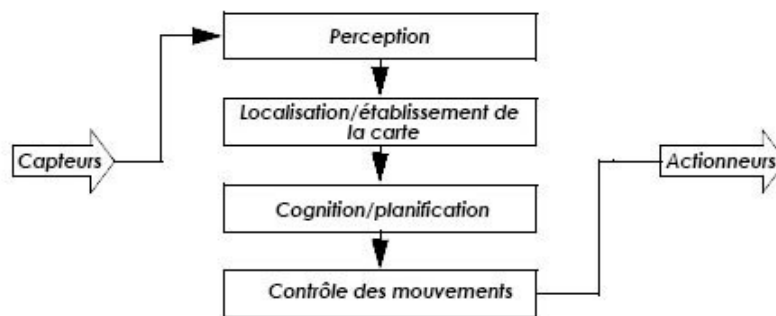 Perception
Localisation/établissement de
la carte
Capteurs
Actionneurs
Cognition/planification
Contrôle des mouvements